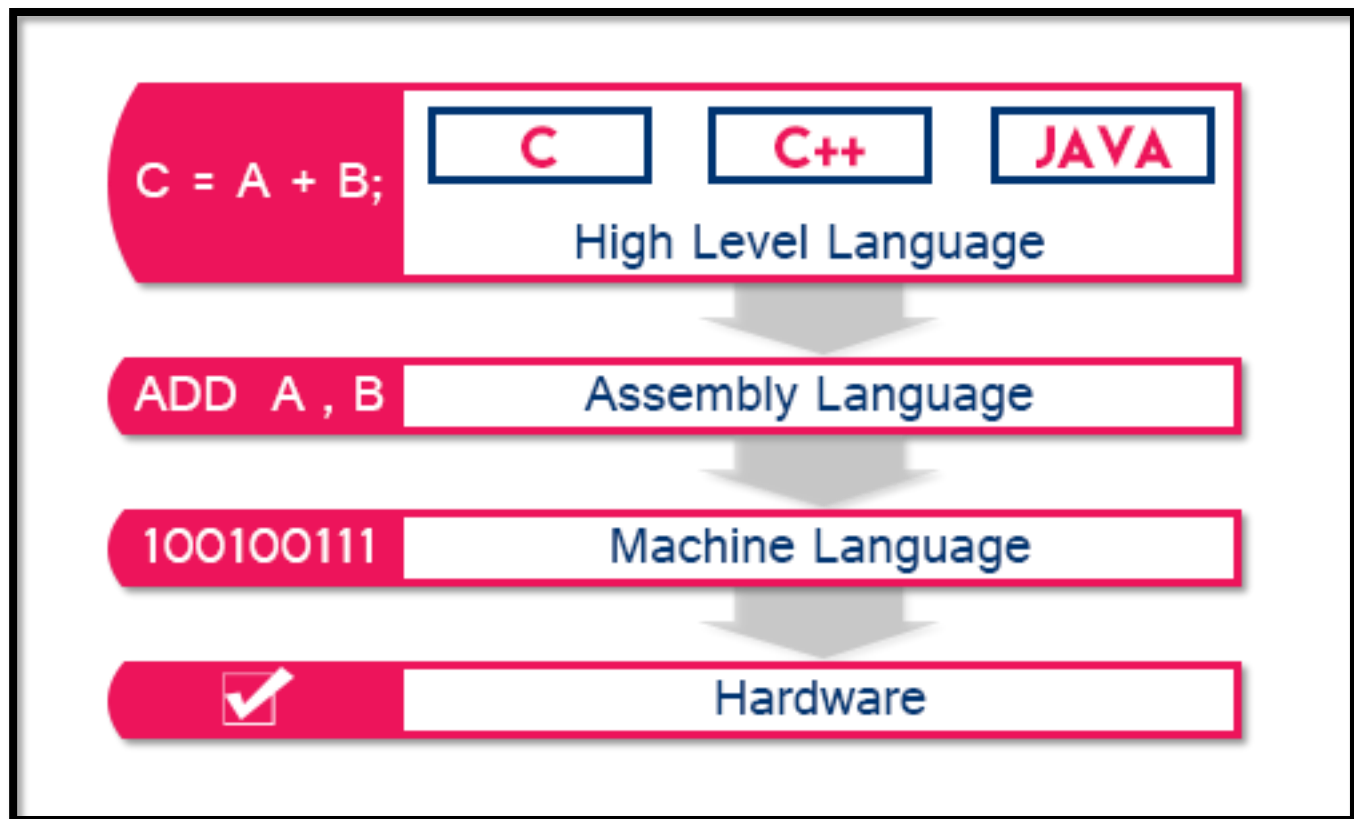 C = A + B;
C
C++
JAVA
High Level Language
ADD A , B
Assembly Language
100100111
Machine Language
Hardware